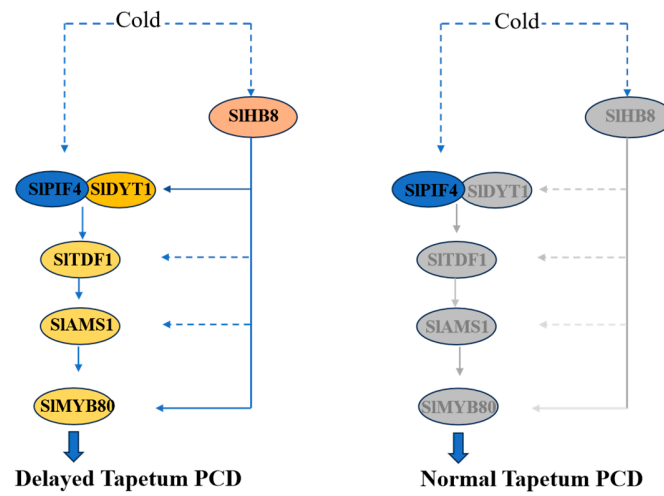 Cold
SlHB8
SlPIF4 SlDYT1
SlTDF1
SlAMS1
SlMYB80
Delayed Tapetum PCD
Cold
SlHB8
SlPIF4 SlDYT1
SlTDF1
SlAMS1
SlMYB80
Normal Tapetum PCD